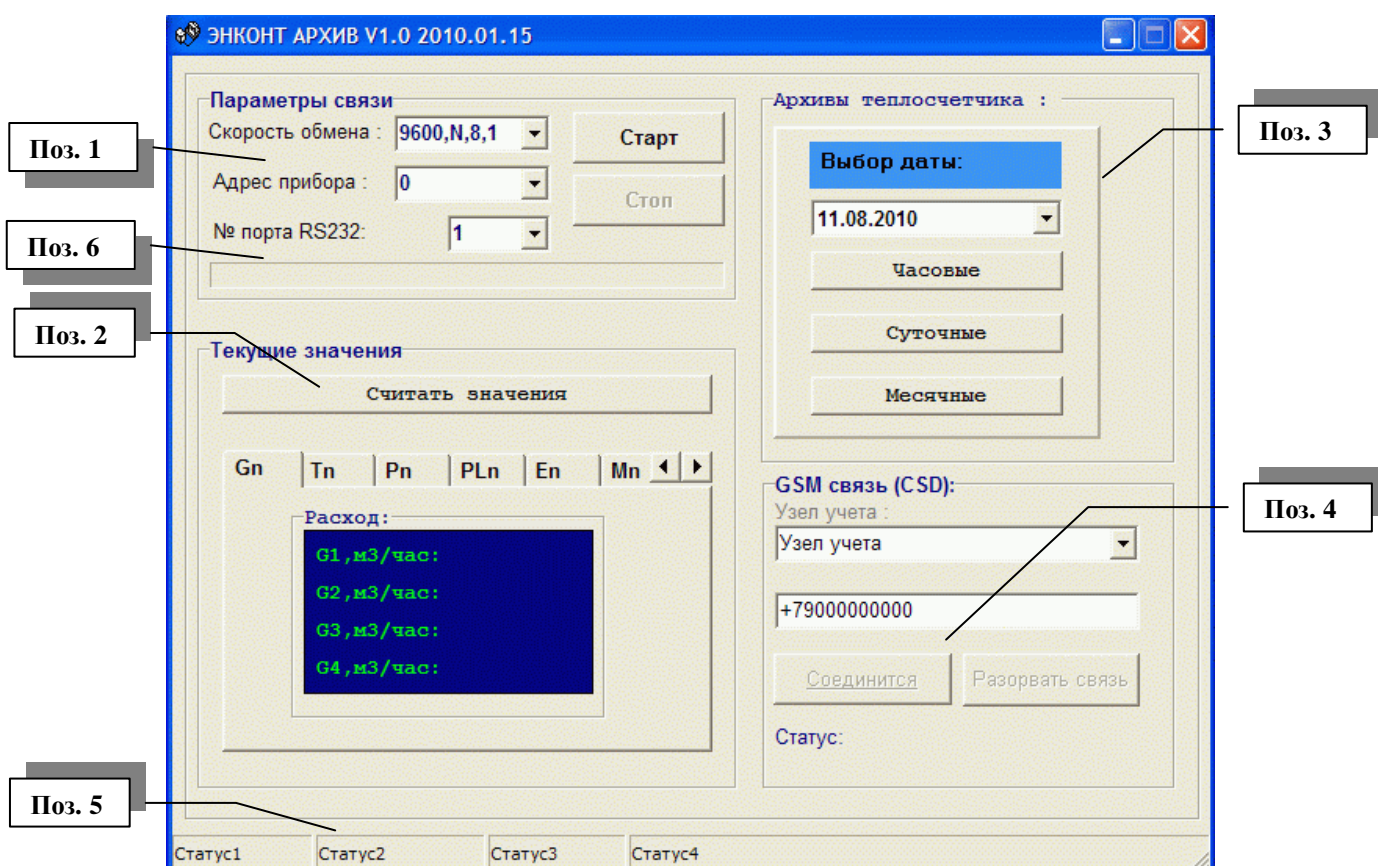 ЭНКОНТ АРХИВ V1.0 2010.01.15
Параметры связи
Скорость обмена :
9600,N,8,1
Старт
Адрес прибора :
0
Стоп
№ порта RS232:
1
Архивы теплосчетчика :
Выбор даты:
11.08.2010
Часовые
Суточные
Месячные
Поз. 1
Поз. 6
Поз. 2
Поз. 3
Текущие значения
Считать значения
Gn
Tn
Pn
PLn
En
Mn
Расход:
G1,м3/час:
G2,м3/час:
G3,м3/час:
G4,м3/час:
GSM связь (CSD):
Узел учета :
Узел учета
+79000000000
Соединится
Разорвать связь
Статус:
Поз. 4
Поз. 5
Статус1
Статус2
Статус3
Статус4